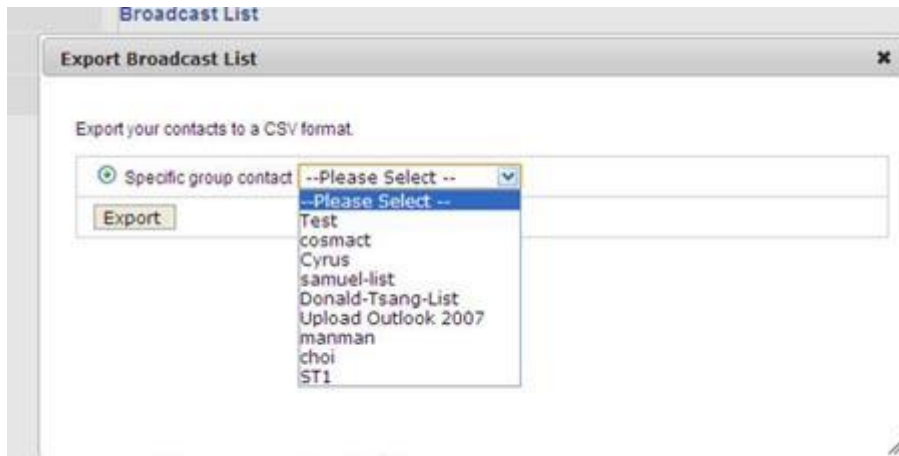 Broadcast List
Export Broadcast List
Export your contacts to a CSV format.
Specific group contact --Please Select --
--Please Select --
Export
Test
cosmact
Cyrus
samuel-list
Donald-Tsang-List
Upload Outlook 2007
manman
choi
ST1